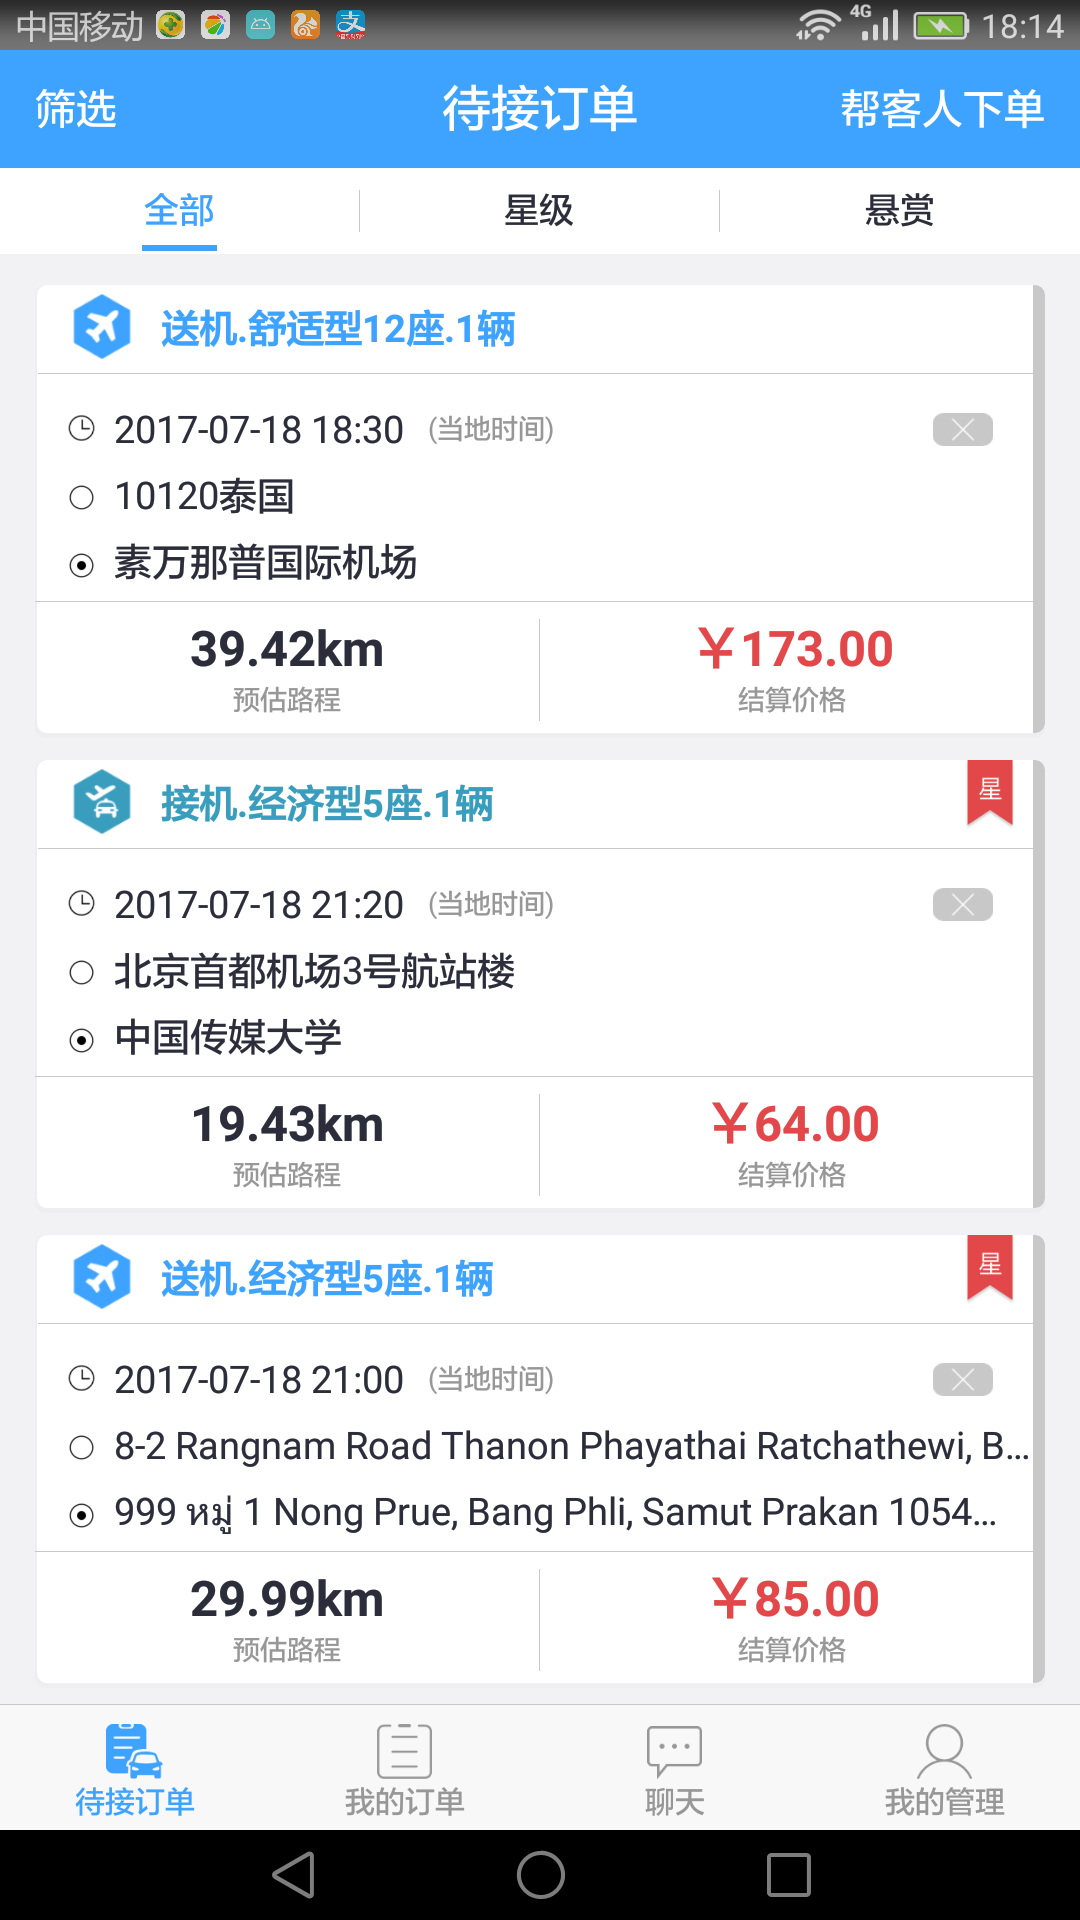 中国移动 4G 18:14
筛选 待接订单 帮客人下单
全部 星级 悬赏
送机.舒适型12座.1辆
2017-07-18 18:30 (当地时间)
10120泰国
素万那普国际机场
39.42km ￥173.00
预估路程 结算价格
接机.经济型5座.1辆 星
2017-07-18 21:20 (当地时间)
北京首都机场3号航站楼
中国传媒大学
19.43km ￥64.00
预估路程 结算价格
送机.经济型5座.1辆 星
2017-07-18 21:00 (当地时间)
8-2 Rangnam Road Thanon Phayathai Ratchathewi, B...
999 หมู่ 1 Nong Prue, Bang Phli, Samut Prakan 1054...
29.99km ￥85.00
预估路程 结算价格
待接订单 我的订单 聊天 我的管理